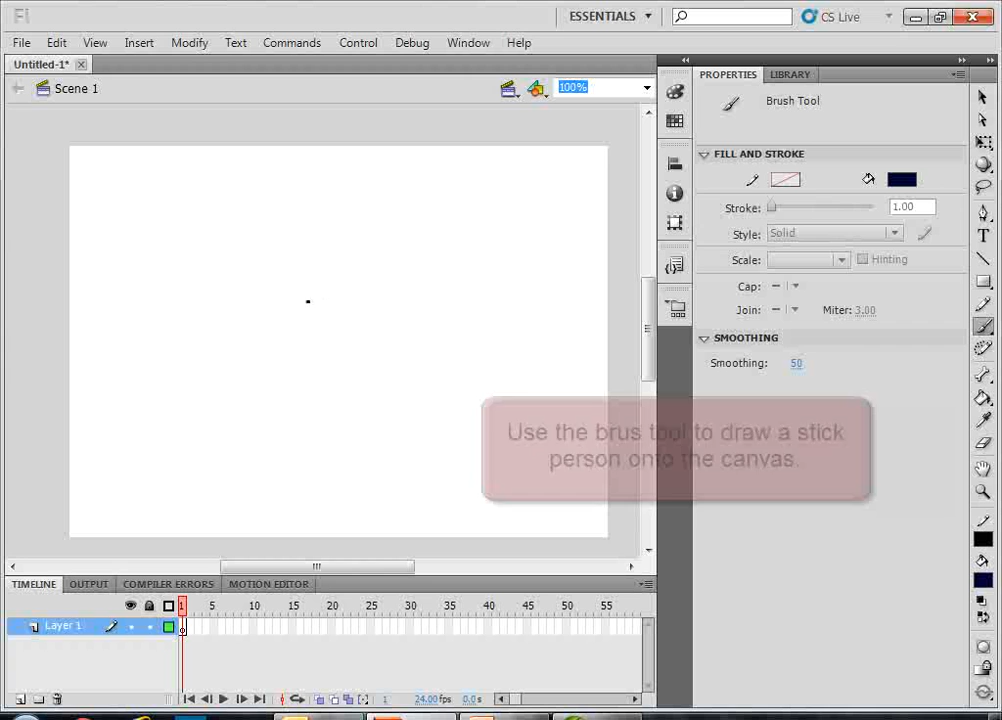 Fl
ESSENTIALS
CS Live
File Edit View Insert Modify Text Commands Control Debug Window Help
Untitled-1*
Scene 1
100%
PROPERTIES LIBRARY
Brush Tool
FILL AND STROKE
Stroke: 1.00
Style: Solid
Scale: Hinting
Cap:
Join: Miter: 3.00
SMOOTHING
Smoothing: 50
Use the brus tool to draw a stick
person onto the canvas.
TIMELINE OUTPUT COMPILER ERRORS MOTION EDITOR
1 5 10 15 20 25 30 35 40 45 50 55
Layer 1
1 24.00fps 0.0s